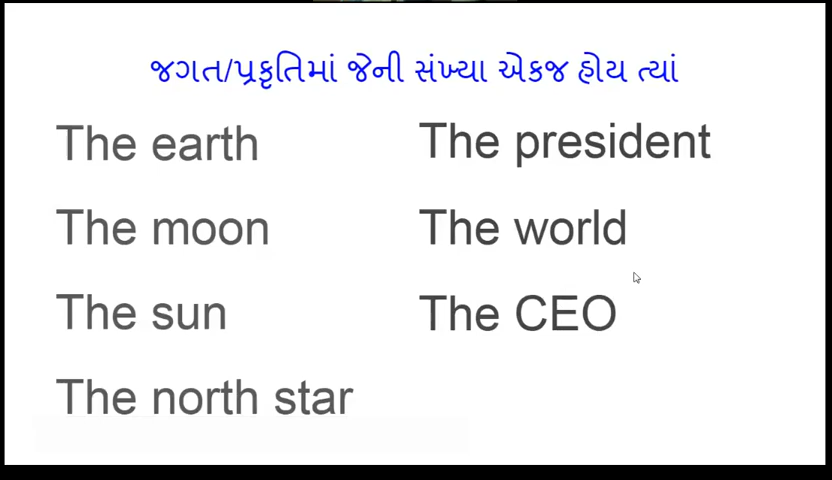 જગત/પ્રકૃતિમાં જેની સંખ્યા એકજ હોય ત્યાં
The earth
The moon
The sun
The north star
The president
The world
The CEO